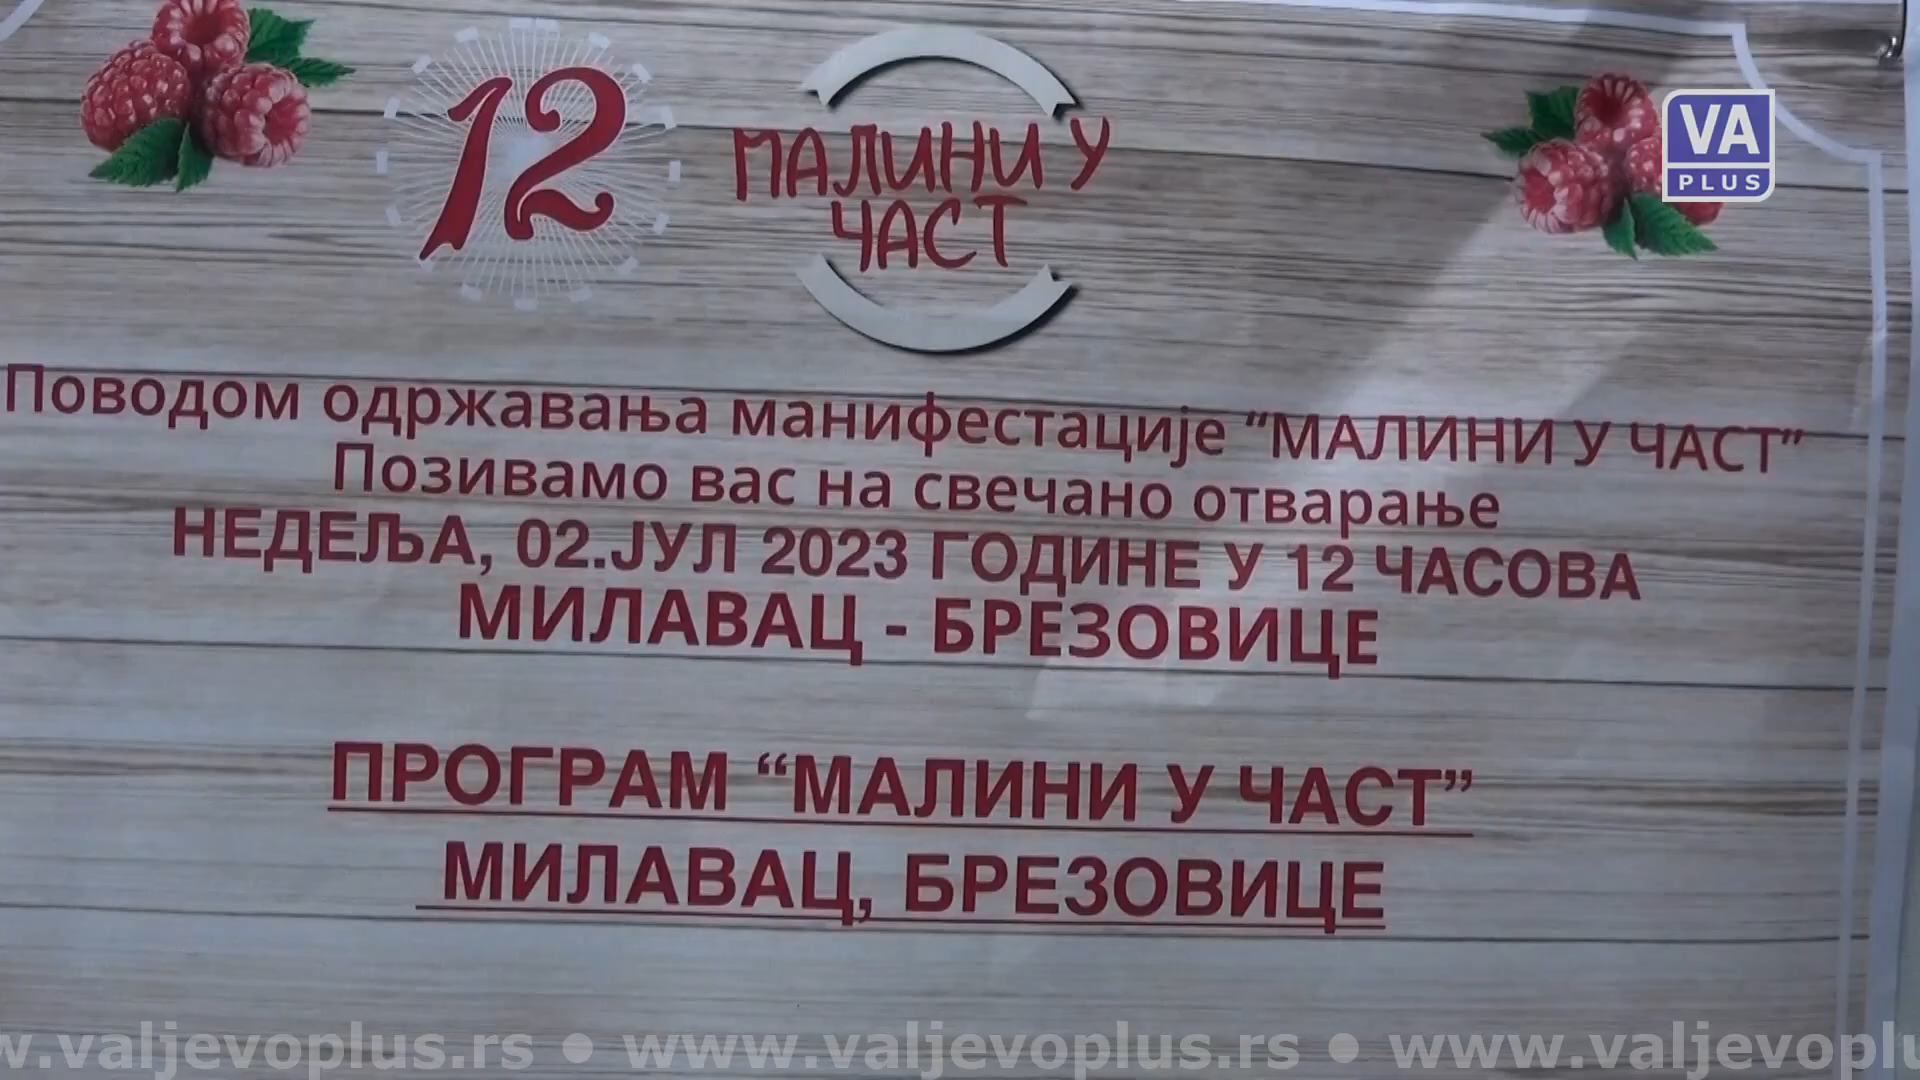 12
МАЛИНИ У
ЧАСТ
VA
PLUS
Поводом одржавања манифестације “МАЛИНИ У ЧАСТ”
Позивамо вас на свечано отварање
НЕДЕЉА, 02.ЈУЛ 2023 ГОДИНЕ У 12 ЧАСОВА
МИЛАВАЦ - БРЕЗОВИЦЕ
ПРОГРАМ “МАЛИНИ У ЧАСТ”
МИЛАВАЦ, БРЕЗОВИЦЕ
w.valjevoplus.rs ● www.valjevoplus.rs ● www.valjevoplu